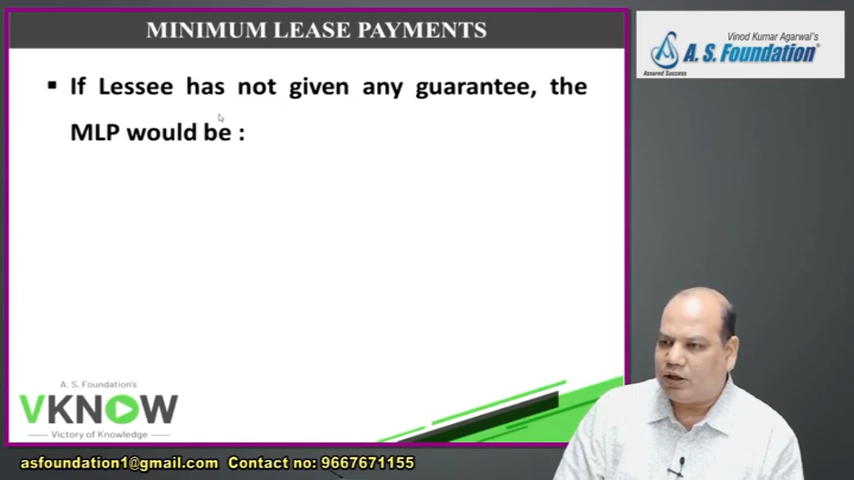 MINIMUM LEASE PAYMENTS
Vinod Kumar Agarwal's
A. S. Foundation®
Assured Success
▪ If Lessee has not given any guarantee, the
MLP would be :
A. S. Foundation's
VKNOW
Victory of Knowledge
asfoundation1@gmail.com Contact no: 9667671155